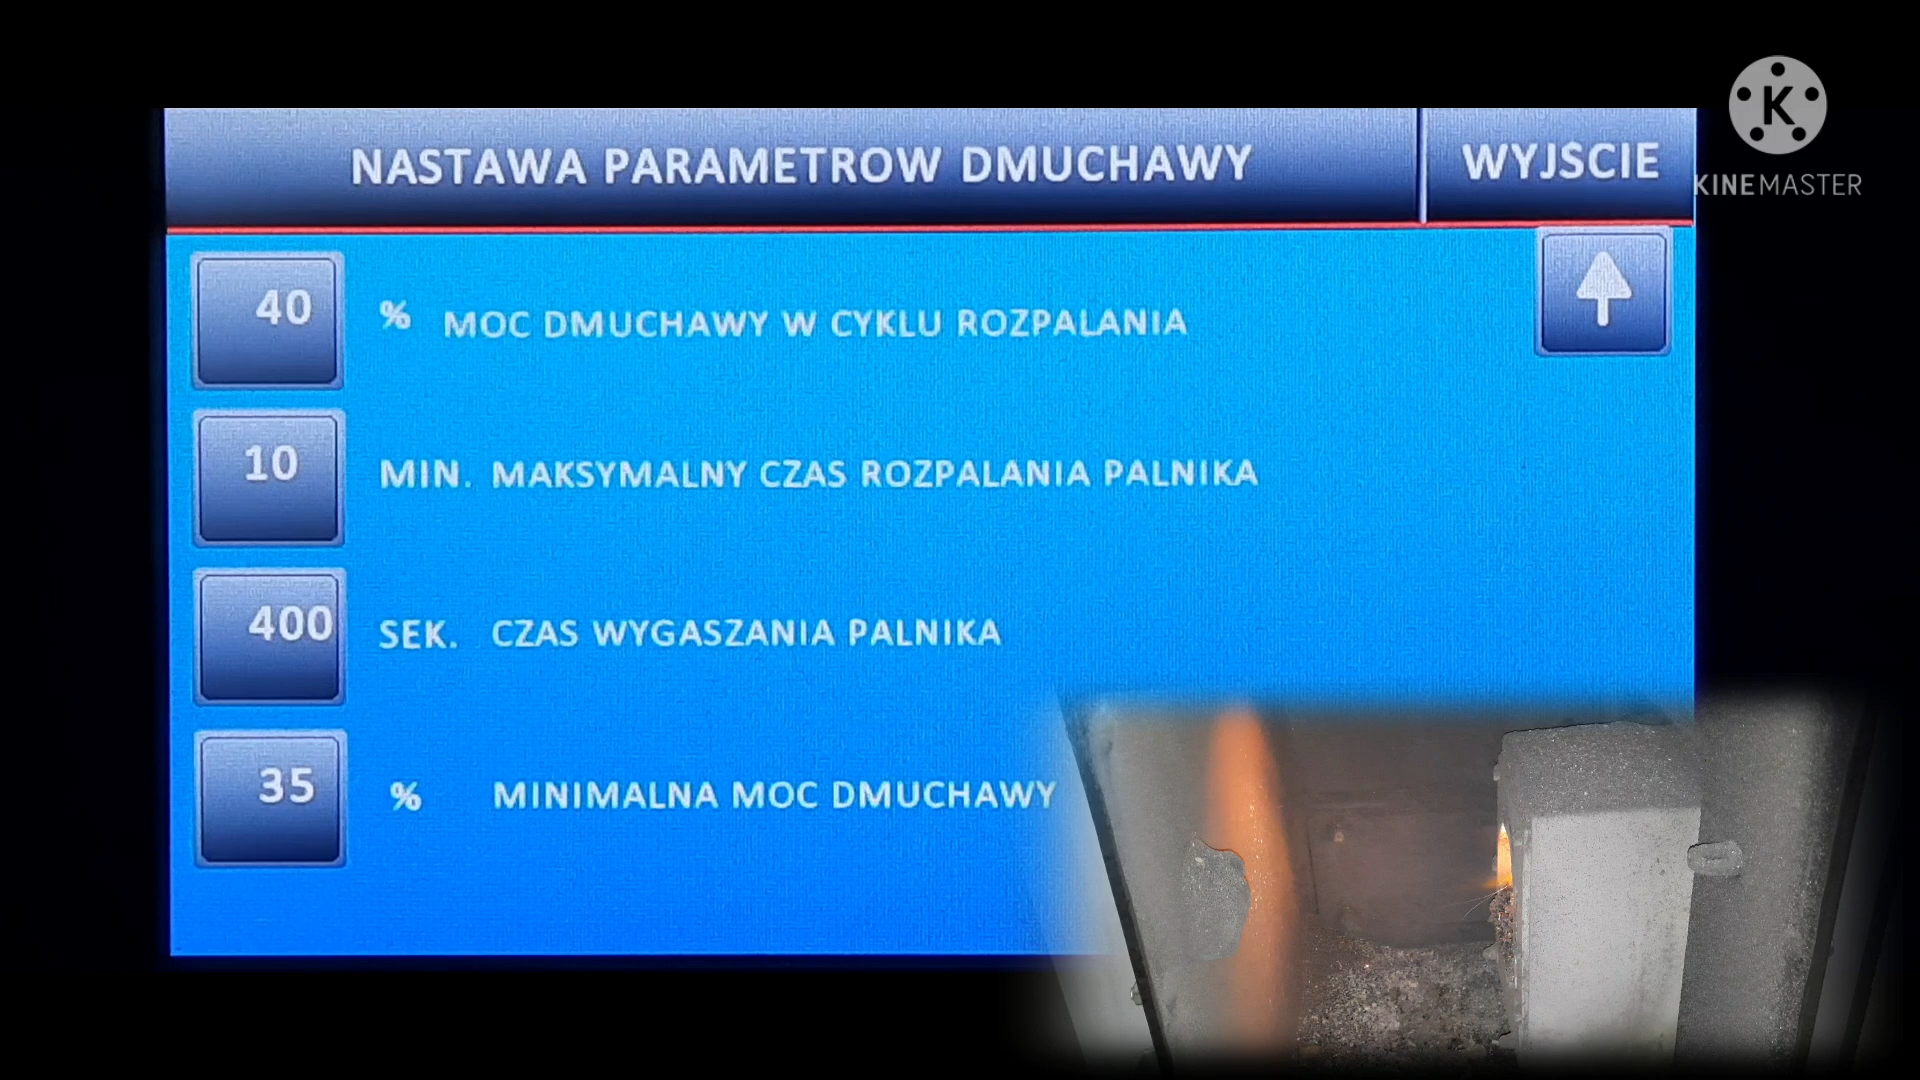 NASTAWA PARAMETROW DMUCHAWY
WYJSCIE
K
KINEMASTER
40 % MOC DMUCHAWY W CYKLU ROZPALANIA
10 MIN. MAKSYMALNY CZAS ROZPALANIA PALNIKA
400 SEK. CZAS WYGASZANIA PALNIKA
35 % MINIMALNA MOC DMUCHAWY